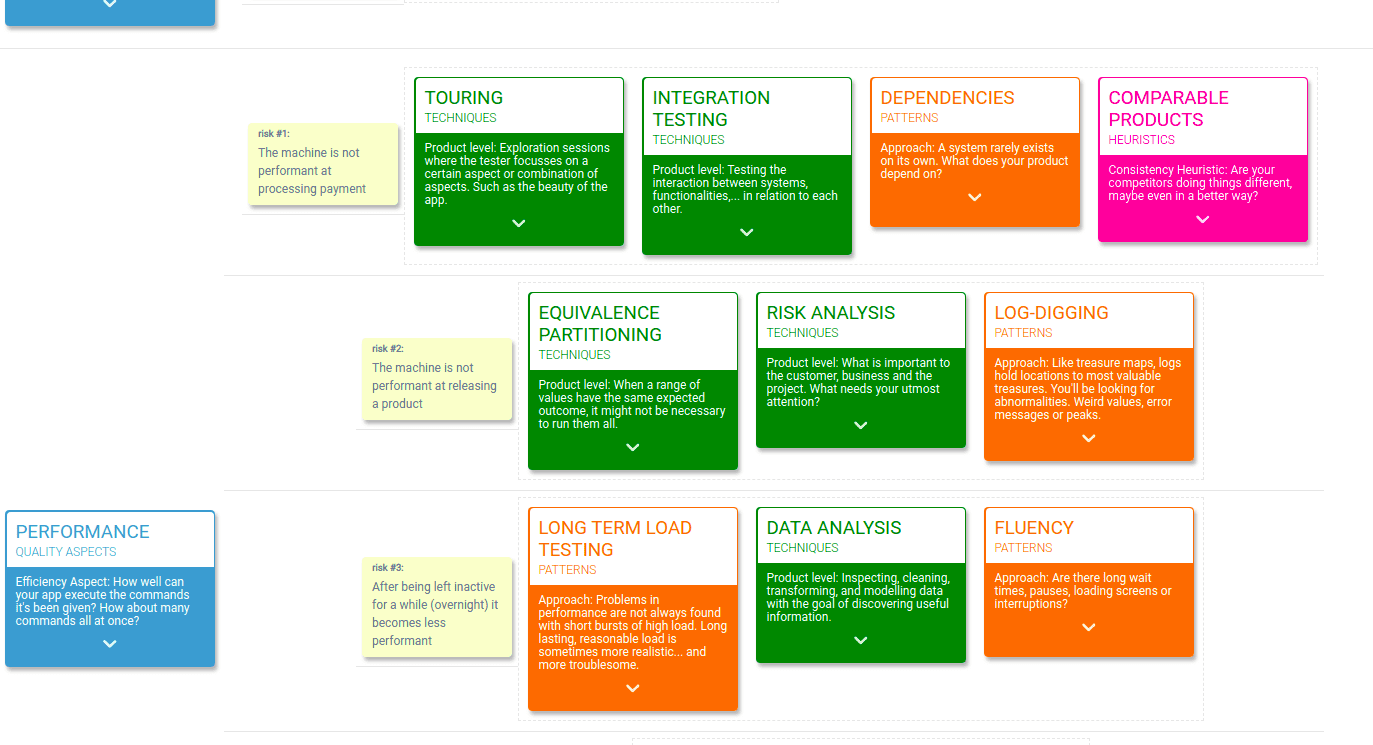 risk #1:
The machine is not
performant at
processing payment
TOURING
TECHNIQUES
Product level: Exploration sessions
where the tester focusses on a
certain aspect or combination of
aspects. Such as the beauty of the
app.
INTEGRATION
TESTING
TECHNIQUES
Product level: Testing the
interaction between systems,
functionalities,... in relation to each
other.
DEPENDENCIES
PATTERNS
Approach: A system rarely exists
on its own. What does your product
depend on?
COMPARABLE
PRODUCTS
HEURISTICS
Consistency Heuristic: Are your
competitors doing things different,
maybe even in a better way?
risk #2:
The machine is not
performant at releasing
a product
EQUIVALENCE
PARTITIONING
TECHNIQUES
Product level: When a range of
values have the same expected
outcome, it might not be necessary
to run them all.
RISK ANALYSIS
TECHNIQUES
Product level: What is important to
the customer, business and the
project. What needs your utmost
attention?
LOG-DIGGING
PATTERNS
Approach: Like treasure maps, logs
hold locations to most valuable
treasures. You'll be looking for
abnormalities. Weird values, error
messages or peaks.
PERFORMANCE
QUALITY ASPECTS
Efficiency Aspect: How well can
your app execute the commands
it's been given? How about many
commands all at once?
risk #3:
After being left inactive
for a while (overnight) it
becomes less
performant
LONG TERM LOAD
TESTING
PATTERNS
Approach: Problems in
performance are not always found
with short bursts of high load. Long
lasting, reasonable load is
sometimes more realistic... and
more troublesome.
DATA ANALYSIS
TECHNIQUES
Product level: Inspecting, cleaning,
transforming, and modelling data
with the goal of discovering useful
information.
FLUENCY
PATTERNS
Approach: Are there long wait
times, pauses, loading screens or
interruptions?